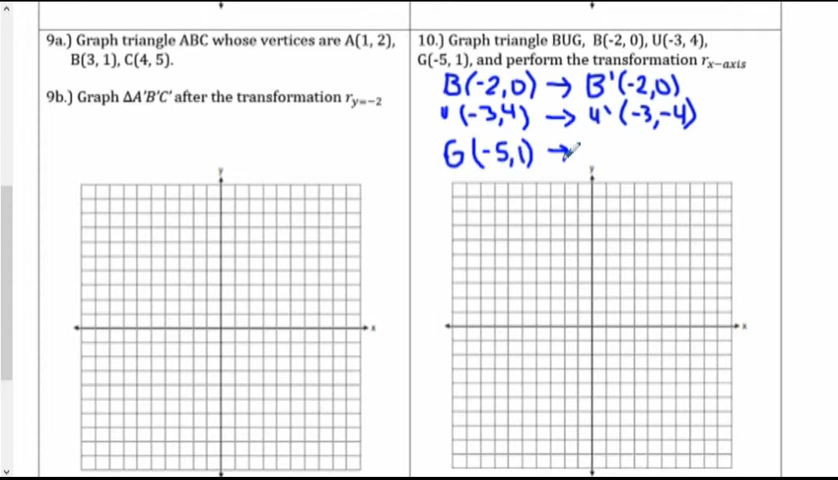 9a.) Graph triangle ABC whose vertices are A(1, 2),
B(3, 1), C(4, 5).
9b.) Graph ΔA'B'C' after the transformation r_{y=-2}
y
x
10.) Graph triangle BUG, B(-2, 0), U(-3, 4),
G(-5, 1), and perform the transformation r_{x-axis}
B(-2,0) → B'(-2,0)
U(-3,4) → U'(-3,-4)
G(-5,1) →
y
x